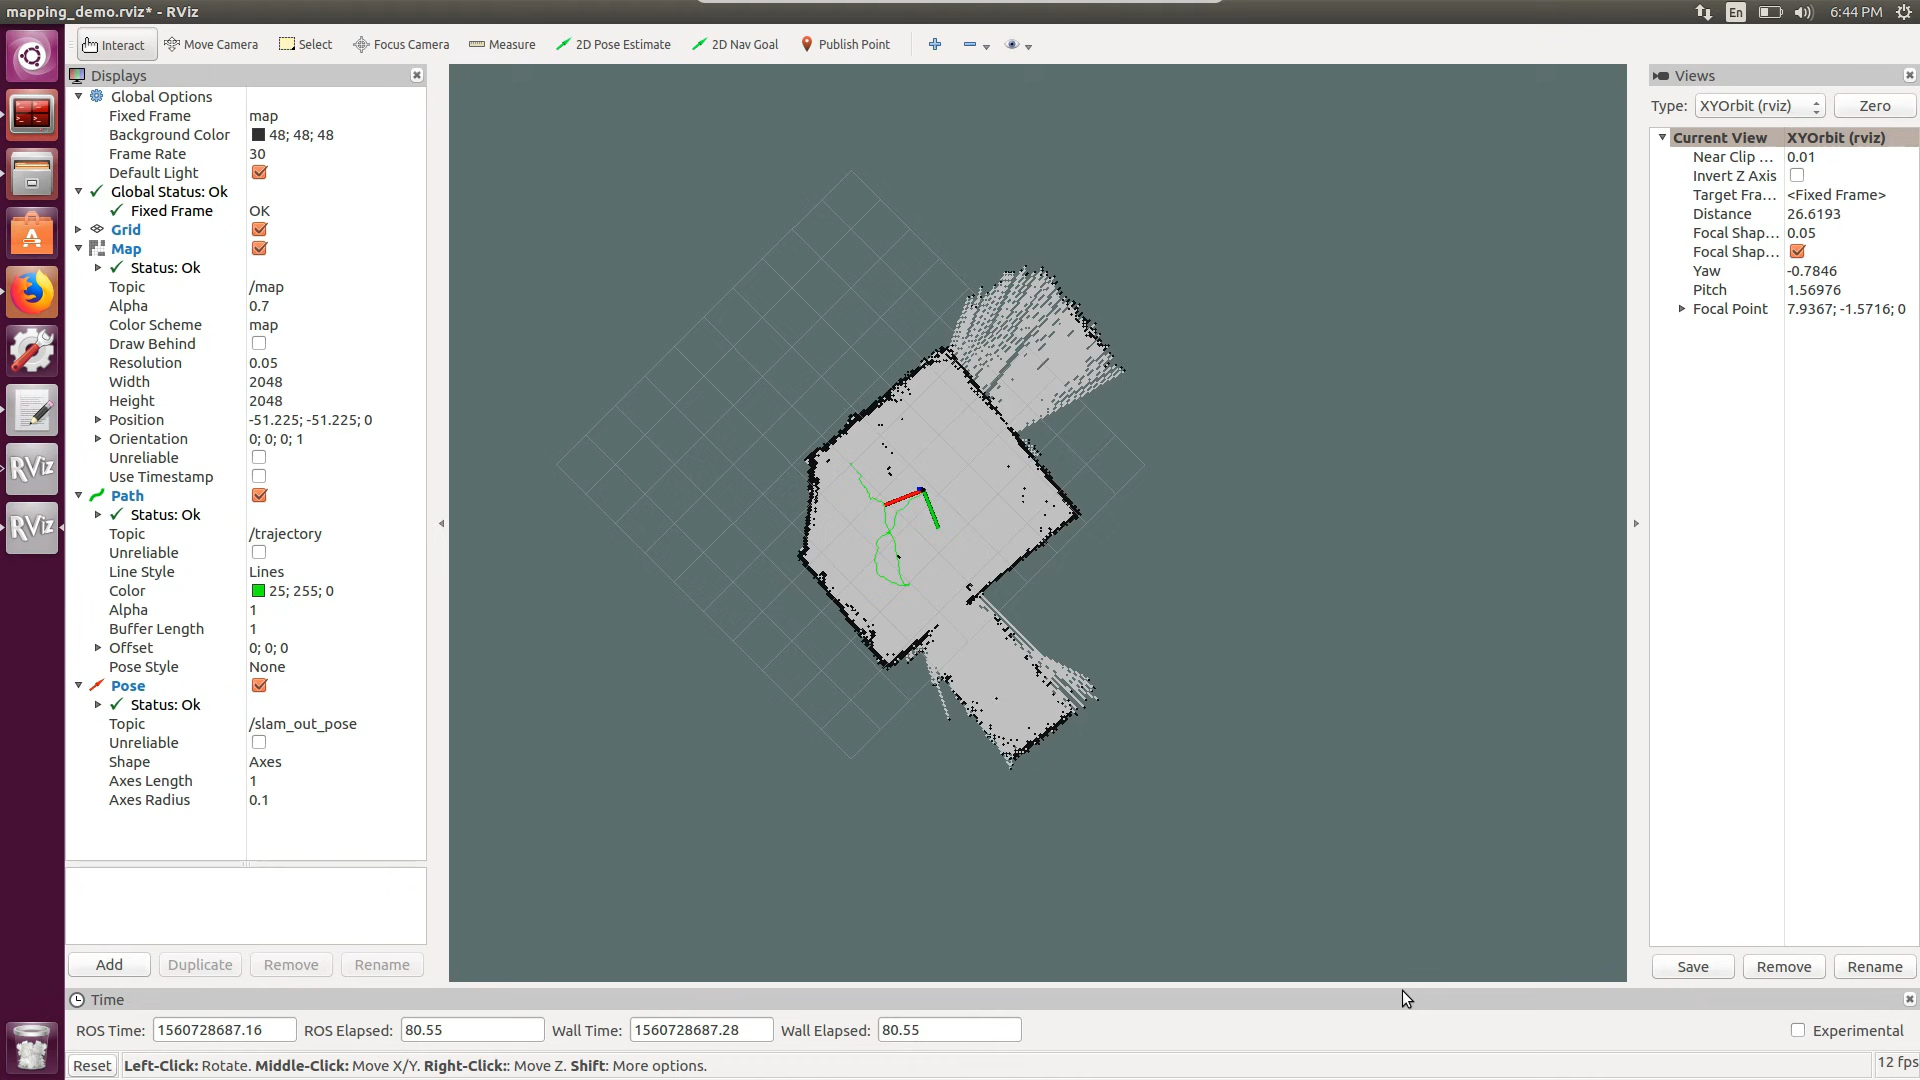 mapping_demo.rviz* - RViz
En
6:44 PM
Interact
Move Camera
Select
Focus Camera
Measure
2D Pose Estimate
2D Nav Goal
Publish Point
Displays
Global Options
Fixed Frame map
Background Color 48; 48; 48
Frame Rate 30
Default Light
Global Status: Ok
Fixed Frame OK
Grid
Map
Status: Ok
Topic /map
Alpha 0.7
Color Scheme map
Draw Behind
Resolution 0.05
Width 2048
Height 2048
Position -51.225; -51.225; 0
Orientation 0; 0; 0; 1
Unreliable
Use Timestamp
Path
Status: Ok
Topic /trajectory
Unreliable
Line Style Lines
Color 25; 255; 0
Alpha 1
Buffer Length 1
Offset 0; 0; 0
Pose Style None
Pose
Status: Ok
Topic /slam_out_pose
Unreliable
Shape Axes
Axes Length 1
Axes Radius 0.1
Add
Duplicate
Remove
Rename
RViz
RViz
Views
Type: XYOrbit (rviz) Zero
Current View XYOrbit (rviz)
Near Clip ... 0.01
Invert Z Axis
Target Fra... <Fixed Frame>
Distance 26.6193
Focal Shap... 0.05
Focal Shap...
Yaw -0.7846
Pitch 1.56976
Focal Point 7.9367; -1.5716; 0
Save
Remove
Rename
Time
ROS Time: 1560728687.16 ROS Elapsed: 80.55 Wall Time: 1560728687.28 Wall Elapsed: 80.55 Experimental
Reset Left-Click: Rotate. Middle-Click: Move X/Y. Right-Click:: Move Z. Shift: More options. 12 fps